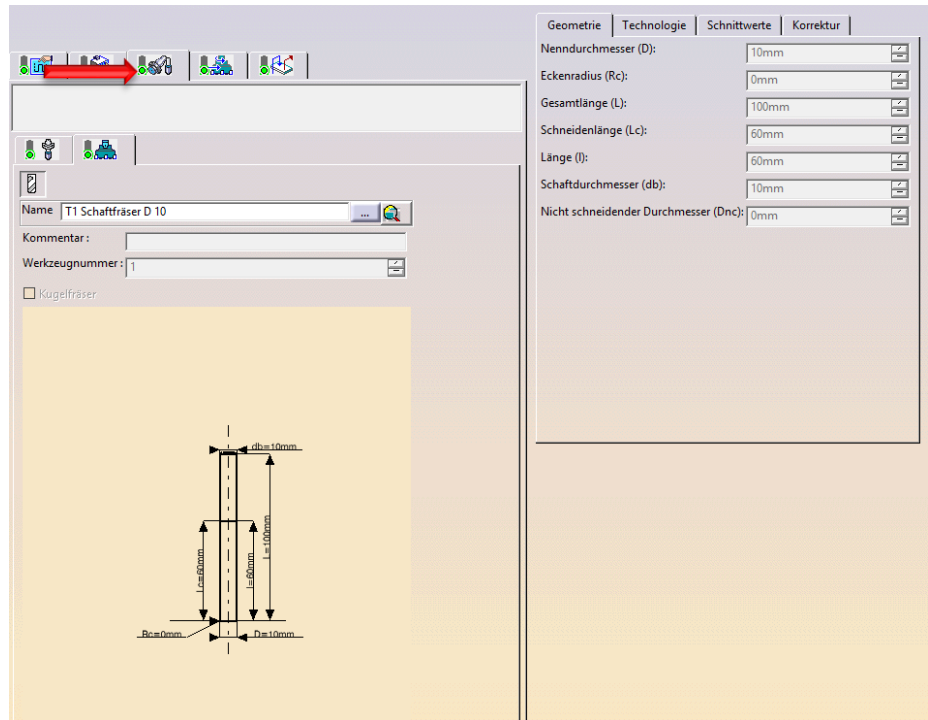 Geometrie Technologie Schnittwerte Korrektur
Nenndurchmesser (D): 10mm
Eckenradius (Rc): 0mm
Gesamtlänge (L): 100mm
Schneidenlänge (Lc): 60mm
Länge (l): 60mm
Schaftdurchmesser (db): 10mm
Nicht schneidender Durchmesser (Dnc): 0mm
Name T1 Schaftfräser D 10 ...
Kommentar :
Werkzeugnummer : 1
Kugelfräser
db=10mm
L=100mm
Lc=60mm
l=60mm
Rc=0mm
D=10mm